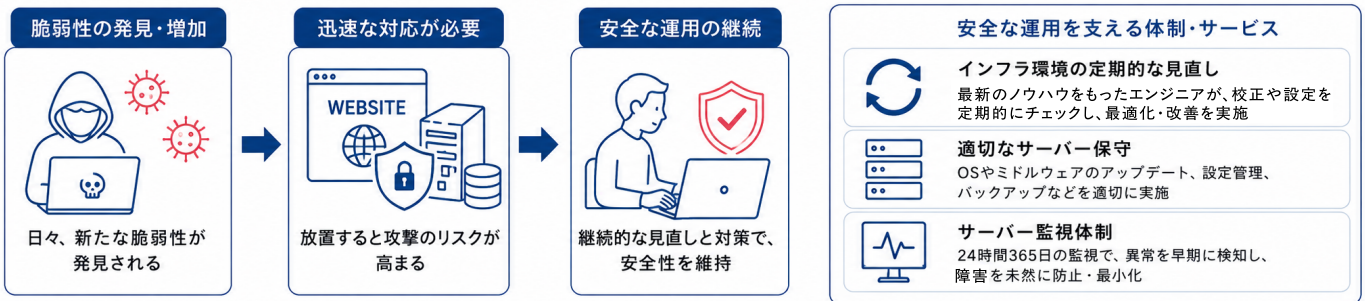 脆弱性の発見・増加
日々、新たな脆弱性が
発見される
迅速な対応が必要
WEBSITE
放置すると攻撃のリスクが
高まる
安全な運用の継続
継続的な見直しと対策で、
安全性を維持
安全な運用を支える体制・サービス
インフラ環境の定期的な見直し
最新のノウハウをもったエンジニアが、校正や設定を
定期的にチェックし、最適化・改善を実施
適切なサーバー保守
OSやミドルウェアのアップデート、設定管理、
バックアップなどを適切に実施
サーバー監視体制
24時間365日の監視で、異常を早期に検知し、
障害を未然に防止・最小化